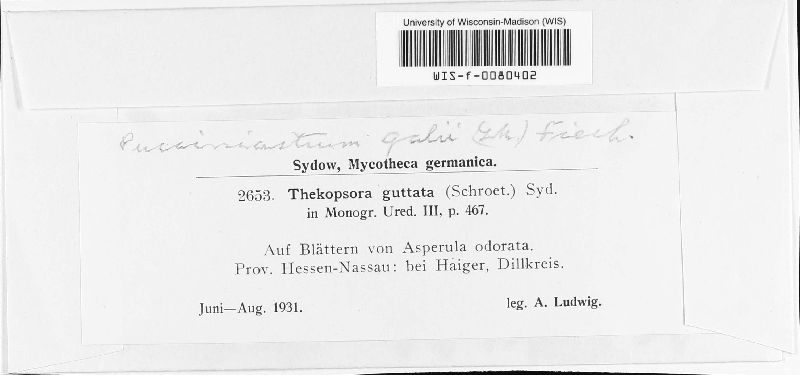 University of Wisconsin-Madison (WIS)
WIS-f-0080402
Pucciniastrum galii (Lk.) Fisch.
Sydow, Mycotheca germanica.
2653. Thekopsora guttata (Schroet.) Syd.
in Monogr. Ured. III, p. 467.
Auf Blättern von Asperula odorata.
Prov. Hessen-Nassau: bei Haiger, Dillkreis.
Juni—Aug. 1931.
leg. A. Ludwig.